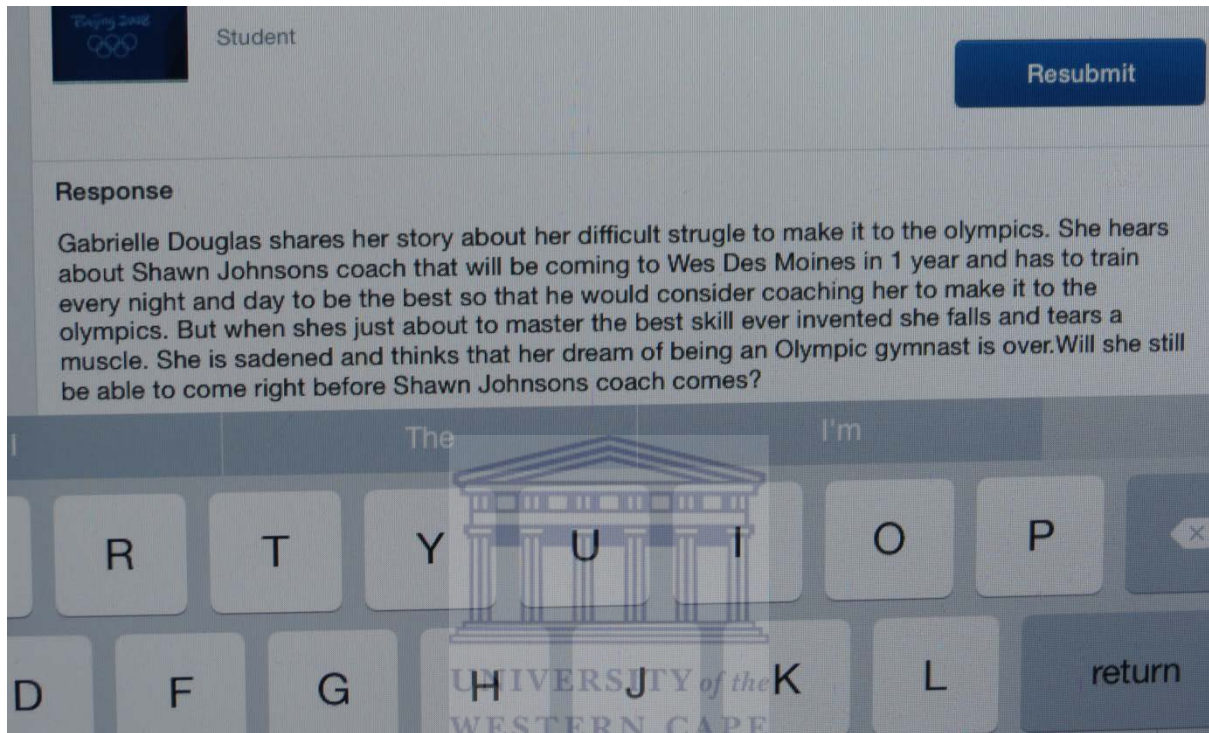 Beijing 2008
Student
Resubmit
Response
Gabrielle Douglas shares her story about her difficult strugle to make it to the olympics. She hears
about Shawn Johnsons coach that will be coming to Wes Des Moines in 1 year and has to train
every night and day to be the best so that he would consider coaching her to make it to the
olympics. But when shes just about to master the best skill ever invented she falls and tears a
muscle. She is sadened and thinks that her dream of being an Olympic gymnast is over.Will she still
be able to come right before Shawn Johnsons coach comes?
I The I'm
R T Y U I O P
D F G H J K L return
UNIVERSITY of the
WESTERN CAPE